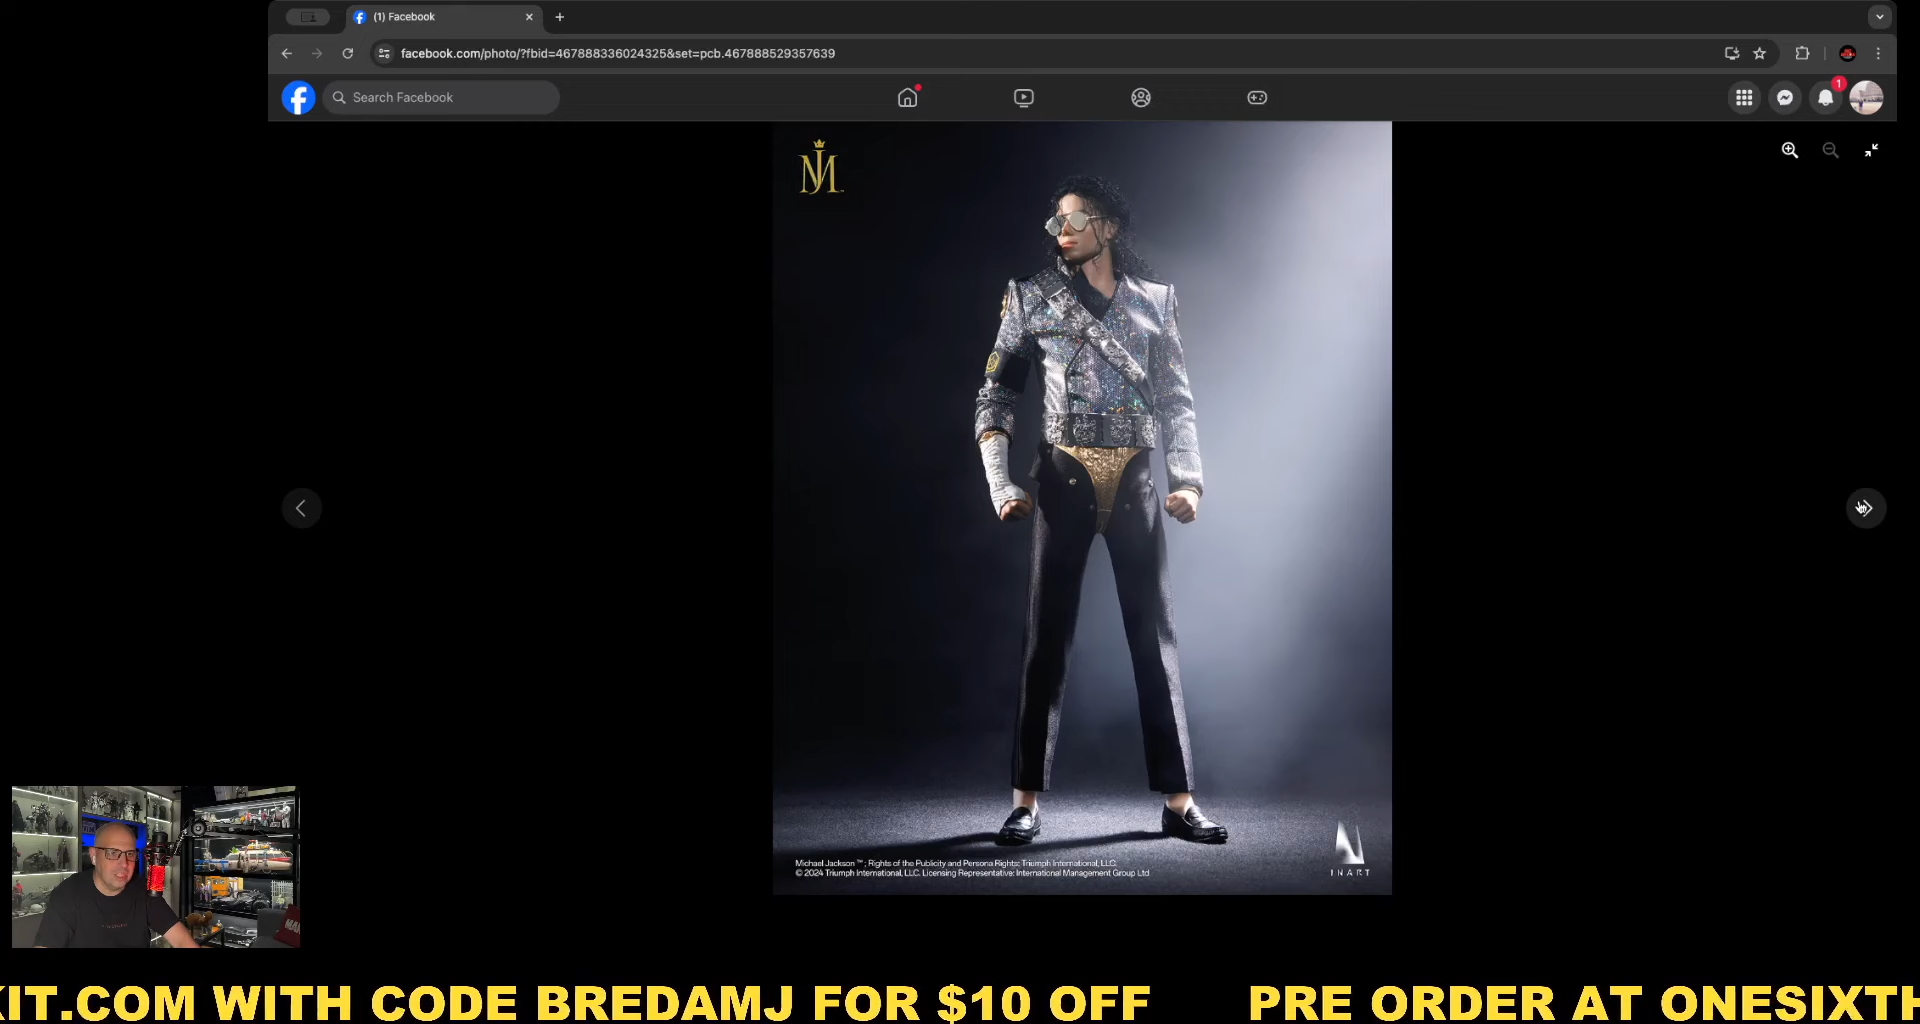 (1) Facebook
facebook.com/photo/?fbid=467888336024325&set=pcb.467888529357639
Search Facebook
1
MJ
Michael Jackson™; Rights of the Publicity and Persona Rights: Triumph International, LLC.
© 2024 Triumph International, LLC. Licensing Representative: International Management Group Ltd
INART
KIT.COM WITH CODE BREDAMJ FOR $10 OFF PRE ORDER AT ONESIXTH